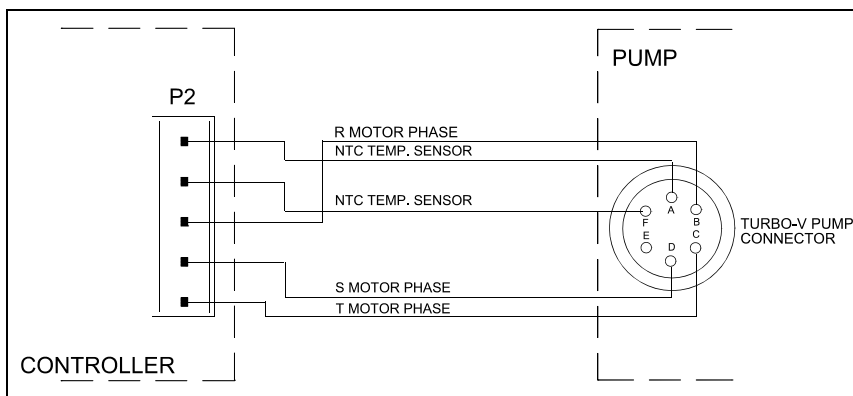 PUMP
P2
R MOTOR PHASE
NTC TEMP. SENSOR
NTC TEMP. SENSOR
A
F
B
E
D
C
TURBO-V PUMP
CONNECTOR
S MOTOR PHASE
T MOTOR PHASE
CONTROLLER